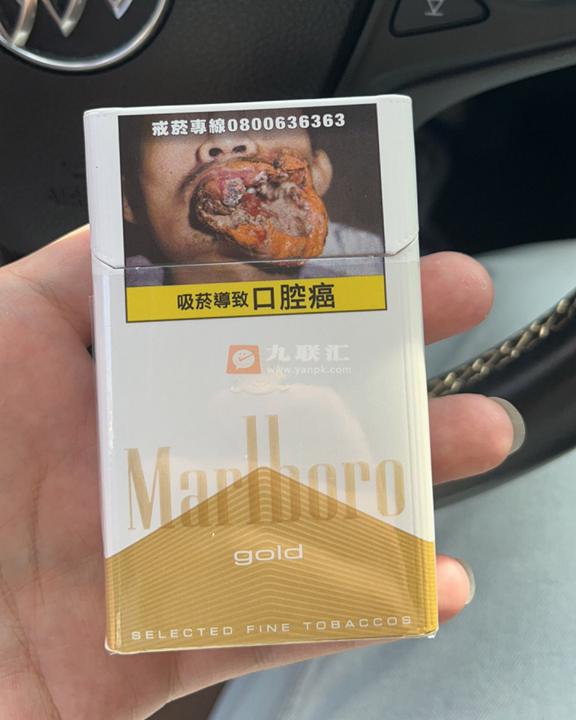 戒菸專線0800636363
吸菸導致口腔癌
九联汇
www.yanpk.com
Marlboro
gold
SELECTED FINE TOBACCOS